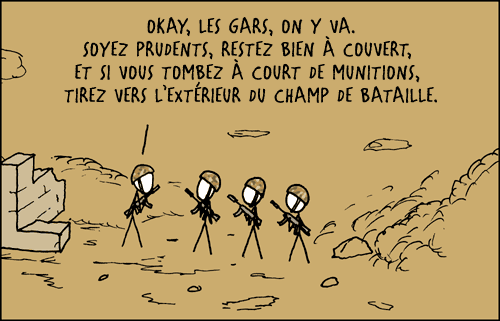 OKAY, LES GARS, ON Y VA.
SOYEZ PRUDENTS, RESTEZ BIEN À COUVERT,
ET SI VOUS TOMBEZ À COURT DE MUNITIONS,
TIREZ VERS L'EXTÉRIEUR DU CHAMP DE BATAILLE.